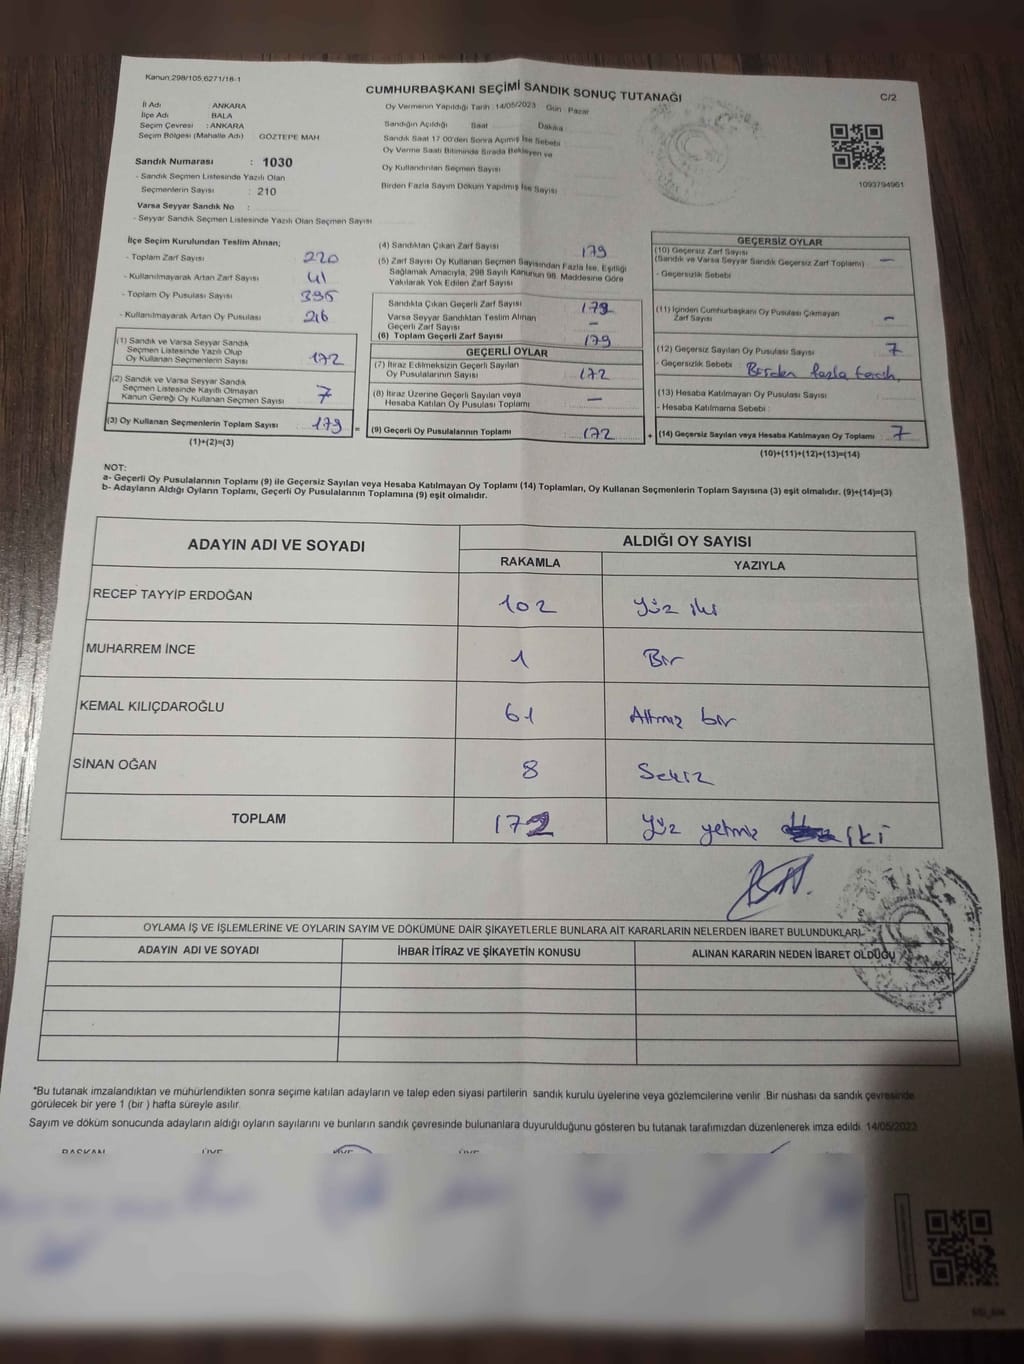 Kanun:298/105,6271/16-1
CUMHURBAŞKANI SEÇİMİ SANDIK SONUÇ TUTANAĞI
C/2
İl Adı ANKARA
İlçe Adı BALA
Seçim Çevresi : ANKARA
Seçim Bölgesi (Mahalle Adı) GÖZTEPE MAH
Sandık Numarası : 1030
- Sandık Seçmen Listesinde Yazılı Olan
Seçmenlerin Sayısı : 210
Varsa Seyyar Sandık No :
- Seyyar Sandık Seçmen Listesinde Yazılı Olan Seçmen Sayısı
Oy Vermenin Yapıldığı Tarih : 14/05/2023 Gün : Pazar
Sandığın Açıldığı Saat Dakika
Sandık Saat 17.00'den Sonra Açımış İse Sebebi
Oy Verme Saati Bitiminde Sırada Bekleyen ve
Oy Kullandırılan Seçmen Sayısı
Birden Fazla Sayım Döküm Yapılmış İse Sayısı
1093794961
İlçe Seçim Kurulundan Teslim Alınan;
- Toplam Zarf Sayısı 220
- Kullanılmayarak Artan Zarf Sayısı 41
- Toplam Oy Pusulası Sayısı
- Kullanılmayarak Artan Oy Pusulası 216
(1) Sandık ve Varsa Seyyar Sandık
Seçmen Listesinde Yazılı Olup
Oy Kullanan Seçmenlerin Sayısı 172
(2) Sandık ve Varsa Seyyar Sandık
Seçmen Listesinde Kayıtlı Olmayan
Kanun Gereği Oy Kullanan Seçmen Sayısı 7
(3) Oy Kullanan Seçmenlerin Toplam Sayısı 179 =
(1)+(2)=(3)
(4) Sandıktan Çıkan Zarf Sayısı 179
(5) Zarf Sayısı Oy Kullanan Seçmen Sayısından Fazla İse, Eşitliği
Sağlamak Amacıyla, 298 Sayılı Kanunun 98. Maddesine Göre
Yakılarak Yok Edilen Zarf Sayısı
Sandıkta Çıkan Geçerli Zarf Sayısı 179
Varsa Seyyar Sandıktan Teslim Alınan
Geçerli Zarf Sayısı –
(6) Toplam Geçerli Zarf Sayısı 179
GEÇERLİ OYLAR
(7) İtiraz Edilmeksizin Geçerli Sayılan
Oy Pusulalarının Sayısı 172
(8) İtiraz Üzerine Geçerli Sayılan veya
Hesaba Katılan Oy Pusulası Toplamı –
(9) Geçerli Oy Pusulalarının Toplamı 172 +
GEÇERSİZ OYLAR
(10) Geçersiz Zarf Sayısı
(Sandık ve Varsa Seyyar Sandık Geçersiz Zarf Toplamı) –
- Geçersizlik Sebebi
(11) İçinden Cumhurbaşkanı Oy Pusulası Çıkmayan
Zarf Sayısı –
(12) Geçersiz Sayılan Oy Pusulası Sayısı 7
- Geçersizlik Sebebi : Birden fazla tercih,
(13) Hesaba Katılmayan Oy Pusulası Sayısı
- Hesaba Katılmama Sebebi :
(14) Geçersiz Sayılan veya Hesaba Katılmayan Oy Toplamı 7
(10)+(11)+(12)+(13)=(14)
NOT:
a- Geçerli Oy Pusulalarının Toplamı (9) ile Geçersiz Sayılan veya Hesaba Katılmayan Oy Toplamı (14) Toplamları, Oy Kullanan Seçmenlerin Toplam Sayısına (3) eşit olmalıdır. (9)+(14)=(3)
b- Adayların Aldığı Oyların Toplamı, Geçerli Oy Pusulalarının Toplamına (9) eşit olmalıdır.
ADAYIN ADI VE SOYADI
ALDIĞI OY SAYISI
RAKAMLA YAZIYLA
RECEP TAYYİP ERDOĞAN 102 Yüz iki
MUHARREM İNCE 1 Bir
KEMAL KILIÇDAROĞLU 61 Altmış bir
SİNAN OĞAN 8 Sekiz
TOPLAM 172 Yüz yetmiş iki
OYLAMA İŞ VE İŞLEMLERİNE VE OYLARIN SAYIM VE DÖKÜMÜNE DAİR ŞİKAYETLERLE BUNLARA AİT KARARLARIN NELERDEN İBARET BULUNDUKLARI
ADAYIN ADI VE SOYADI
İHBAR İTİRAZ VE ŞİKAYETİN KONUSU
ALINAN KARARIN NEDEN İBARET OLDUĞU
*Bu tutanak imzalandıktan ve mühürlendikten sonra seçime katılan adayların ve talep eden siyasi partilerin sandık kurulu üyelerine veya gözlemcilerine verilir .Bir nüshası da sandık çevresinde
görülecek bir yere 1 (bir ) hafta süreyle asılır.
Sayım ve döküm sonucunda adayların aldığı oyların sayılarını ve bunların sandık çevresinde bulunanlara duyurulduğunu gösteren bu tutanak tarafımızdan düzenlenerek imza edildi. 14/05/2023
BAŞKAN ÜYE ÜYE ÜYE